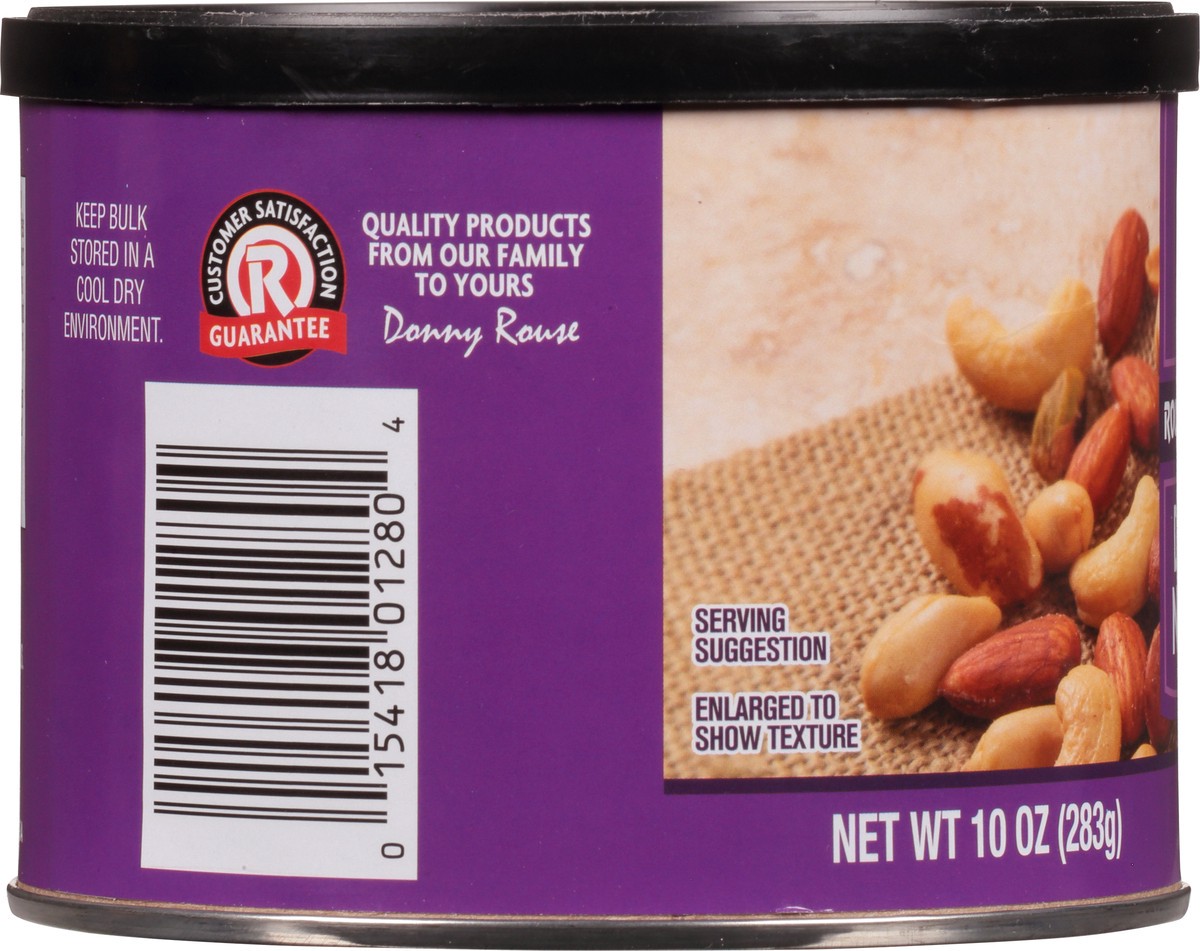 KEEP BULK
STORED IN A
COOL DRY
ENVIRONMENT.
CUSTOMER SATISFACTION
R
GUARANTEE
QUALITY PRODUCTS
FROM OUR FAMILY
TO YOURS
Donny Rouse
0 15418 01280 4
SERVING
SUGGESTION
ENLARGED TO
SHOW TEXTURE
NET WT 10 OZ (283g)